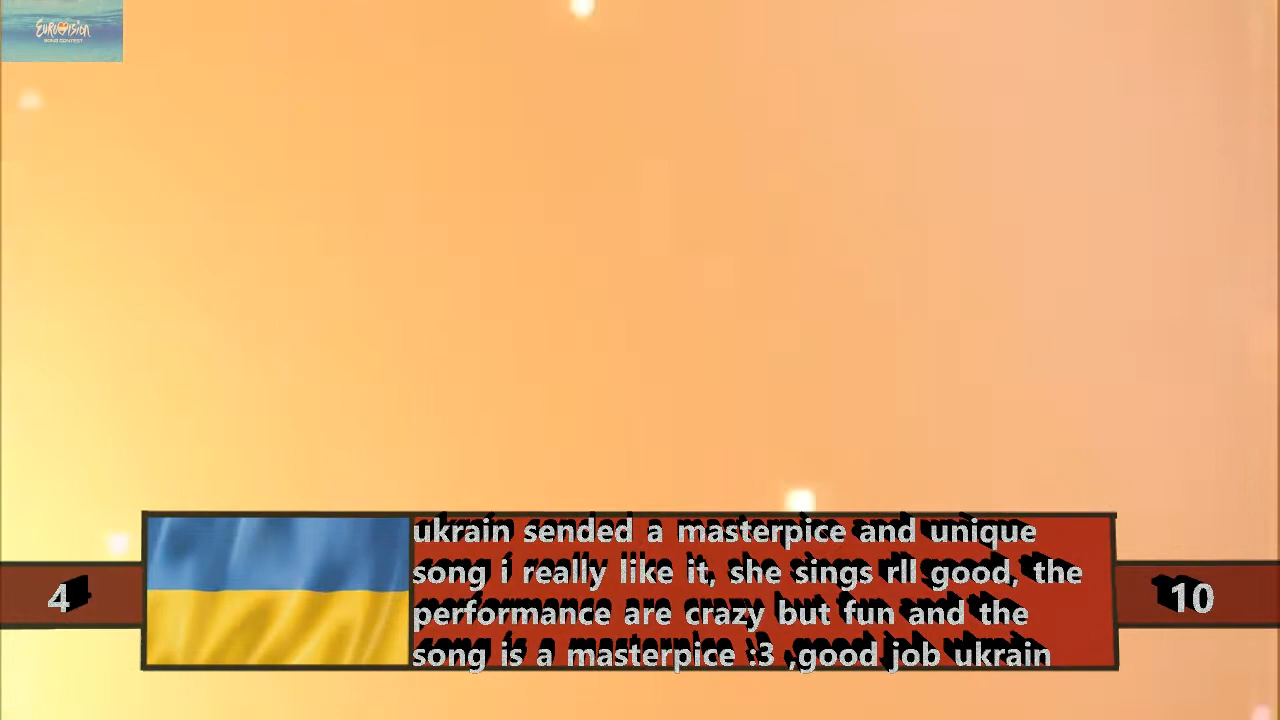 EUROVISION
SONG CONTEST
ukrain sended a masterpice and unique
song i really like it, she sings rll good, the
performance are crazy but fun and the
song is a masterpice :3 ,good job ukrain
4
10